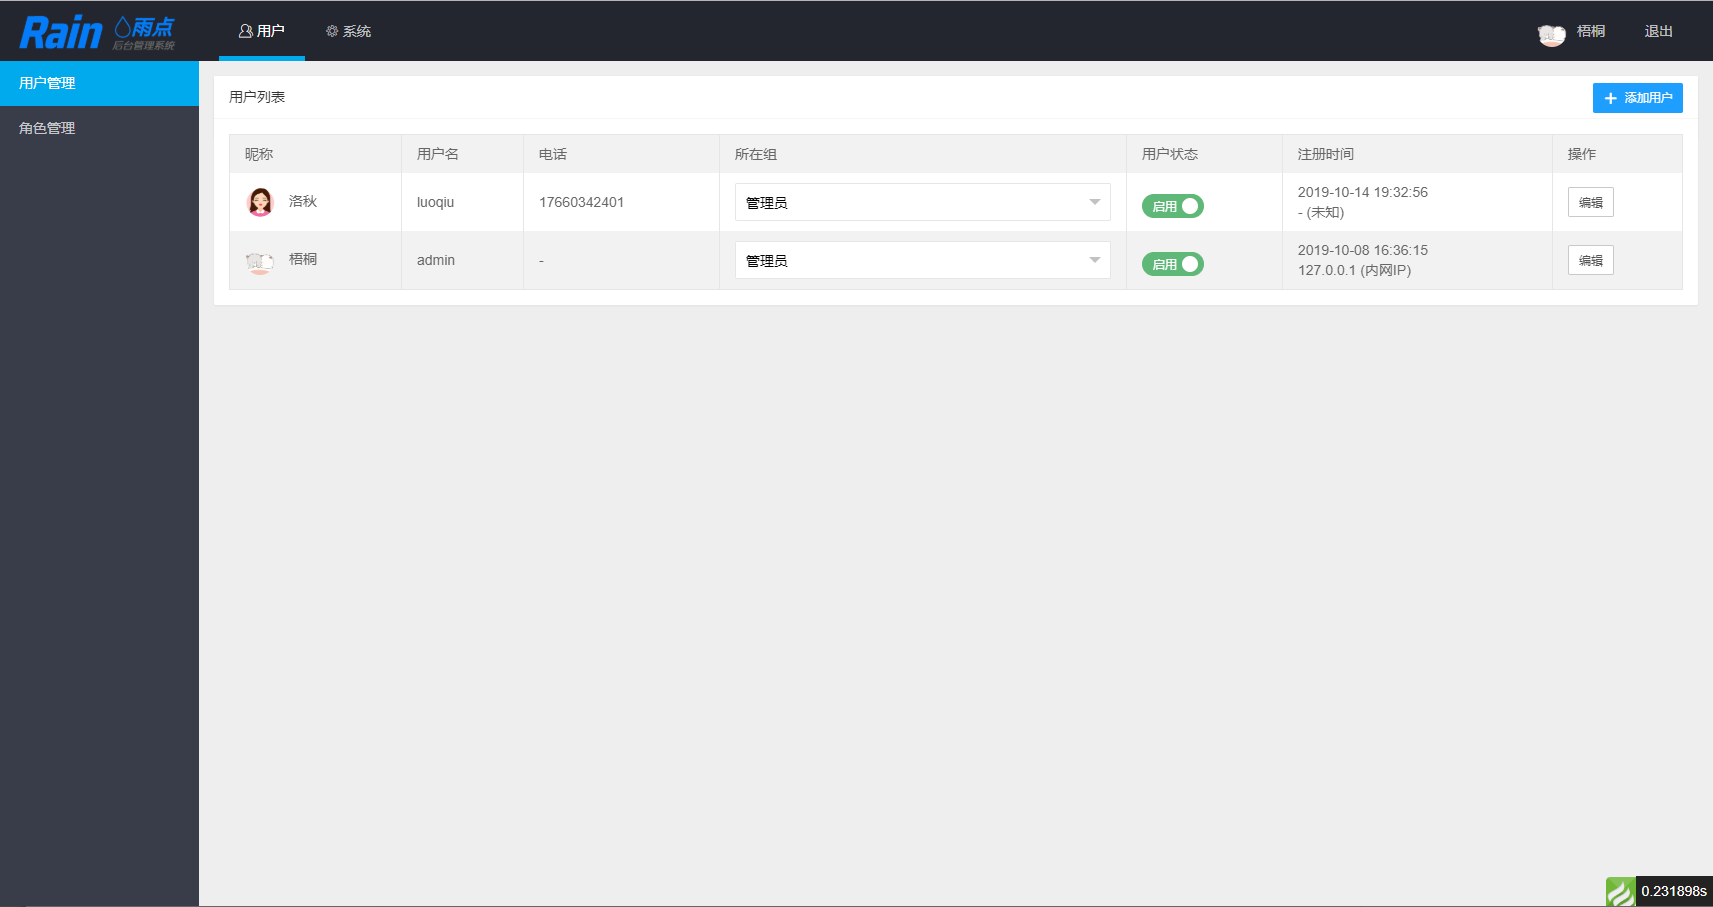 Rain 雨点
后台管理系统
用户 系统 梧桐 退出
用户管理
角色管理
用户列表 添加用户
昵称 用户名 电话 所在组 用户状态 注册时间 操作
洛秋 luoqiu 17660342401 管理员 启用 2019-10-14 19:32:56 编辑
- (未知)
梧桐 admin - 管理员 启用 2019-10-08 16:36:15 编辑
127.0.0.1 (内网IP)
0.231898s